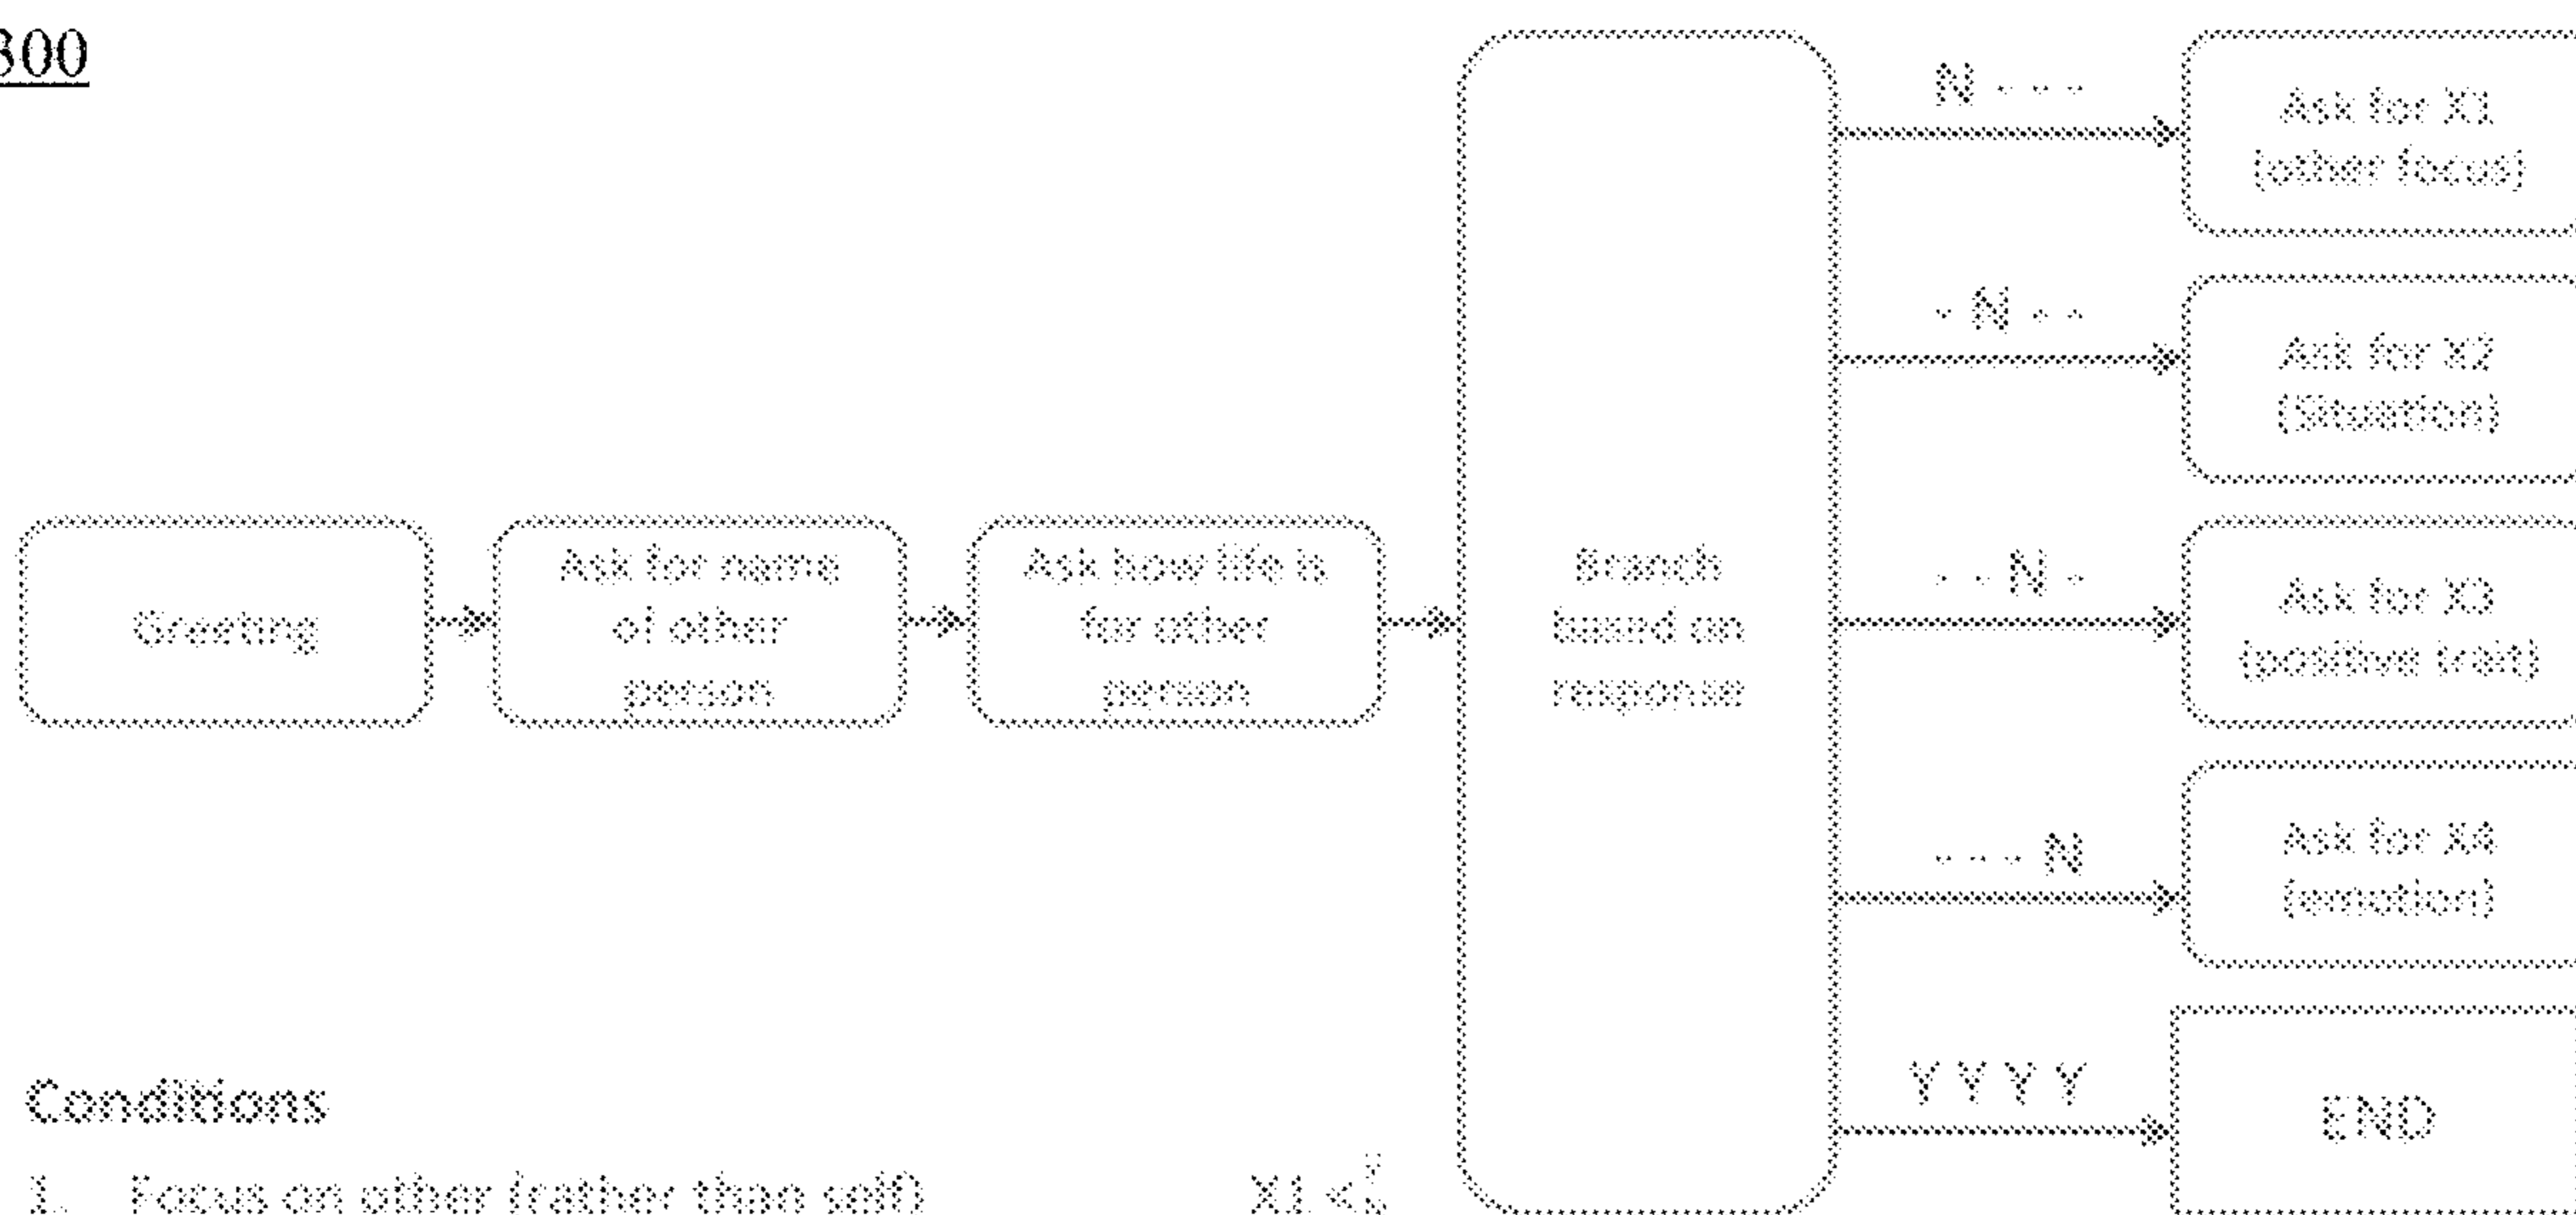 300
Greeting
Ask for name
of other
person
Ask how life is
for other
person
Branch
based on
response
N - - -
Ask for X1
(other focus)
- N - -
Ask for X2
(Situation)
- - N -
Ask for X3
(positive trait)
- - - N
Ask for X4
(emotion)
Y Y Y Y
END
Conditions
1. Focus on other (rather than self)
X1 <